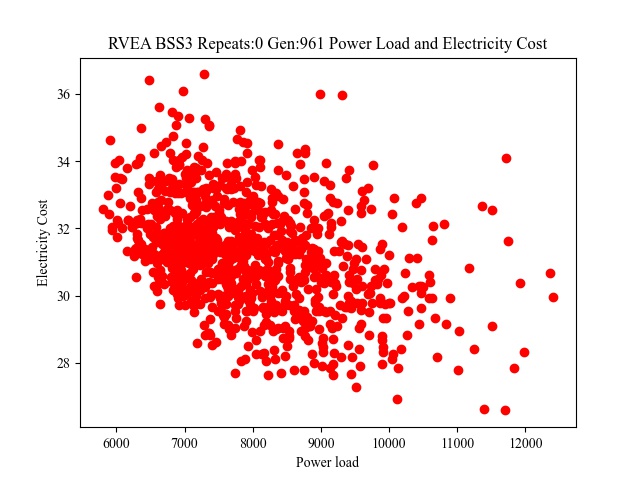 RVEA BSS3 Repeats:0 Gen:961 Power Load and Electricity Cost
Electricity Cost
36
34
32
30
28
6000 7000 8000 9000 10000 11000 12000
Power load